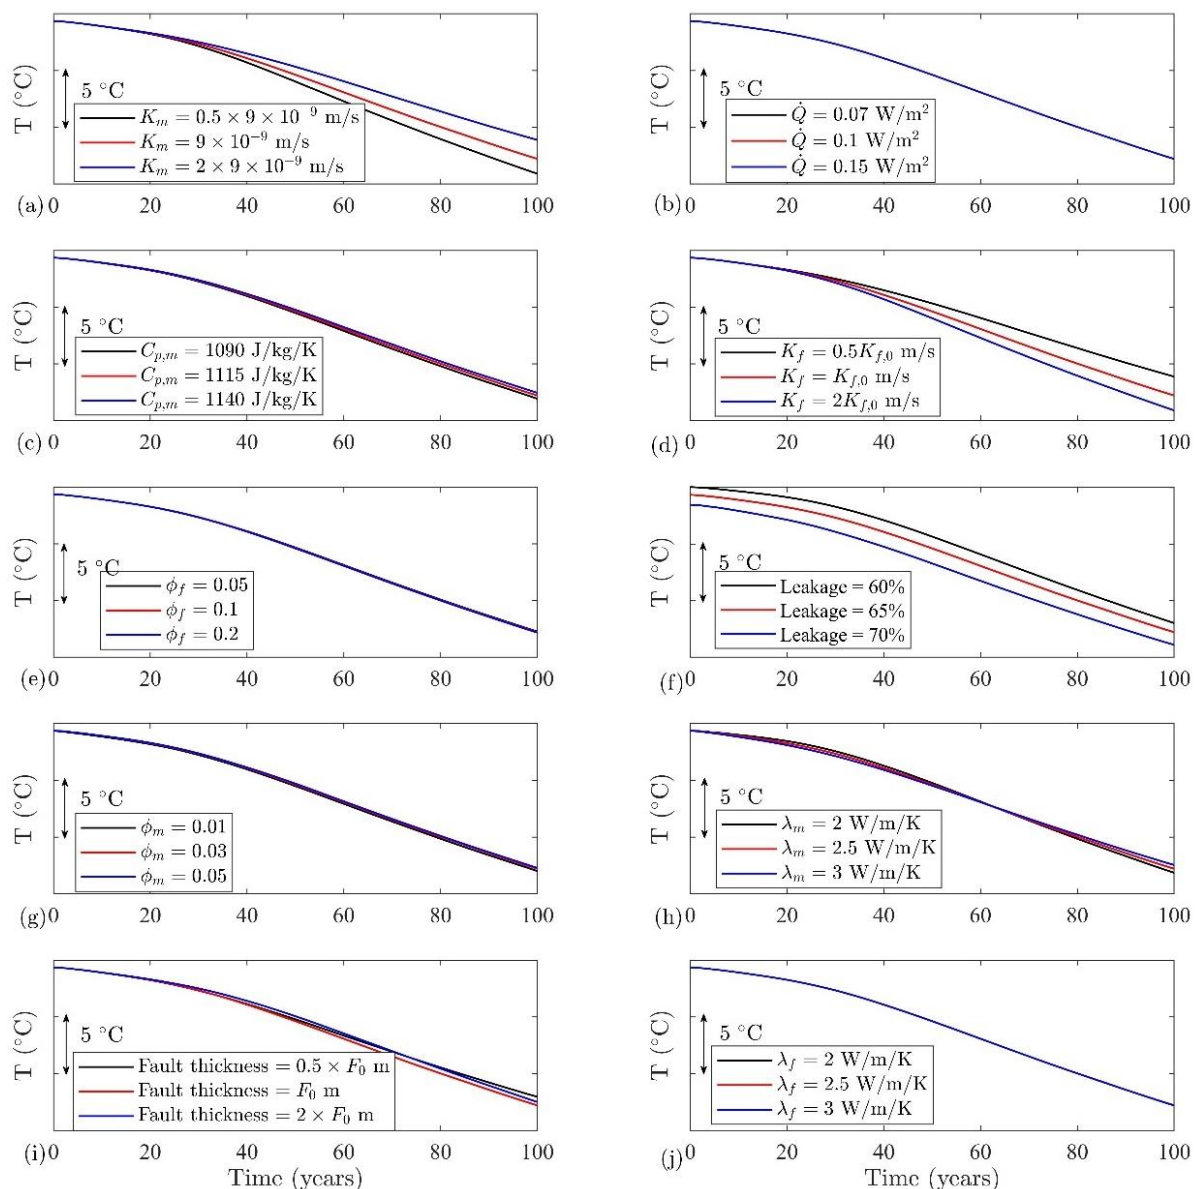 T (°C)
5 °C
K_m = 0.5 × 9 × 10^{-9} m/s
K_m = 9×10^{-9} m/s
K_m = 2 × 9×10^{-9} m/s
(a) 0 20 40 60 80 100
T (°C)
5 °C
Q̇ = 0.07 W/m²
Q̇ = 0.1 W/m²
Q̇ = 0.15 W/m²
(b) 0 20 40 60 80 100
T (°C)
5 °C
C_{p,m} = 1090 J/kg/K
C_{p,m} = 1115 J/kg/K
C_{p,m} = 1140 J/kg/K
(c) 0 20 40 60 80 100
T (°C)
5 °C
K_f = 0.5K_{f,0} m/s
K_f = K_{f,0} m/s
K_f = 2K_{f,0} m/s
(d) 0 20 40 60 80 100
T (°C)
5 °C
ϕ_f = 0.05
ϕ_f = 0.1
ϕ_f = 0.2
(e) 0 20 40 60 80 100
T (°C)
5 °C
Leakage = 60%
Leakage = 65%
Leakage = 70%
(f) 0 20 40 60 80 100
T (°C)
5 °C
ϕ_m = 0.01
ϕ_m = 0.03
ϕ_m = 0.05
(g) 0 20 40 60 80 100
T (°C)
5 °C
λ_m = 2 W/m/K
λ_m = 2.5 W/m/K
λ_m = 3 W/m/K
(h) 0 20 40 60 80 100
T (°C)
5 °C
Fault thickness = 0.5 × F_0 m
Fault thickness = F_0 m
Fault thickness = 2 × F_0 m
(i) 0 20 40 60 80 100
Time (years)
T (°C)
5 °C
λ_f = 2 W/m/K
λ_f = 2.5 W/m/K
λ_f = 3 W/m/K
(j) 0 20 40 60 80 100
Time (years)